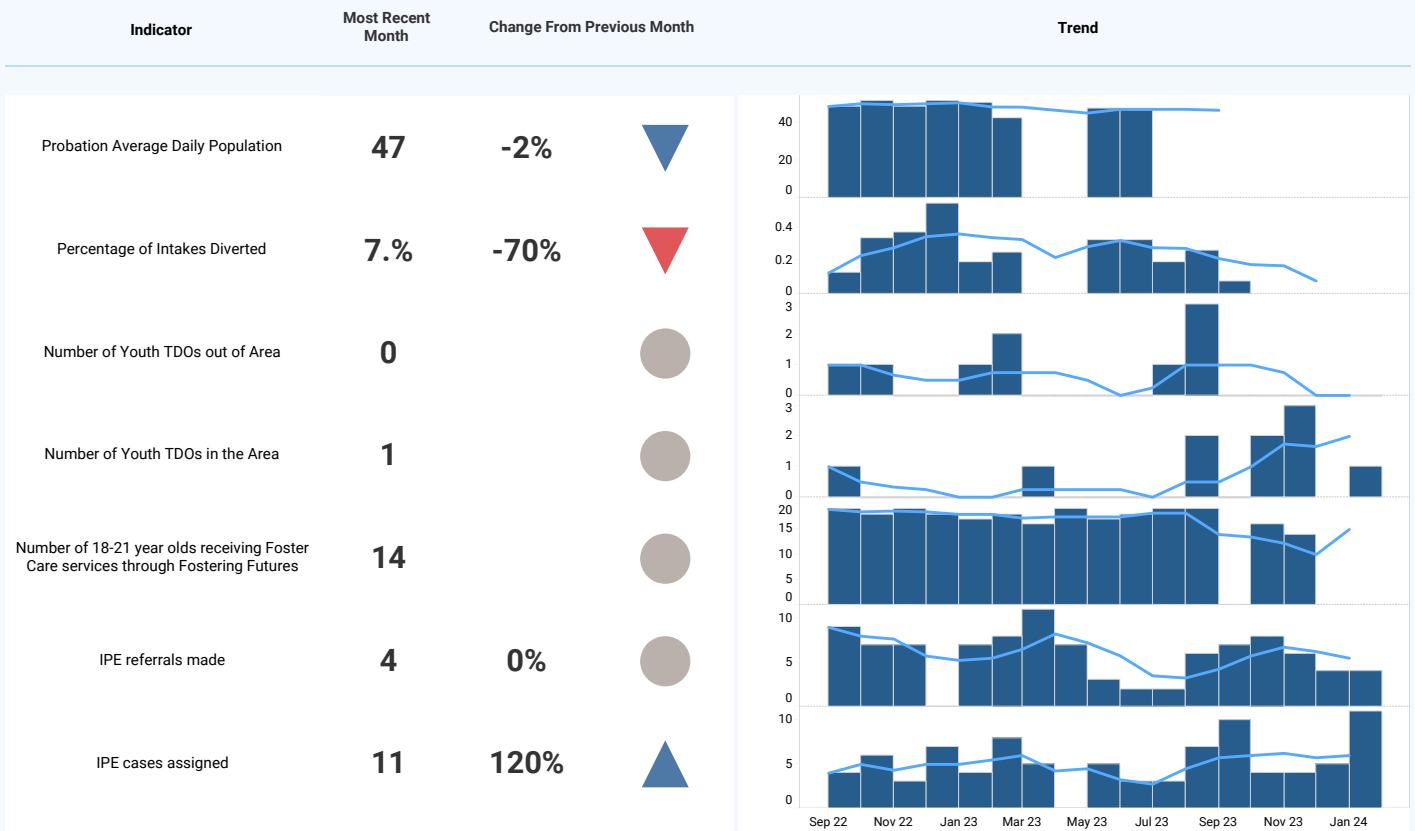 Indicator
Most Recent
Month
Change From Previous Month
Trend
Probation Average Daily Population
47
-2%
40
20
0
Percentage of Intakes Diverted
7.%
-70%
0.4
0.2
0
Number of Youth TDOs out of Area
0
3
2
1
0
Number of Youth TDOs in the Area
1
3
2
1
0
Number of 18-21 year olds receiving Foster
Care services through Fostering Futures
14
20
15
10
5
0
IPE referrals made
4
0%
10
5
0
IPE cases assigned
11
120%
10
5
0
Sep 22 Nov 22 Jan 23 Mar 23 May 23 Jul 23 Sep 23 Nov 23 Jan 24